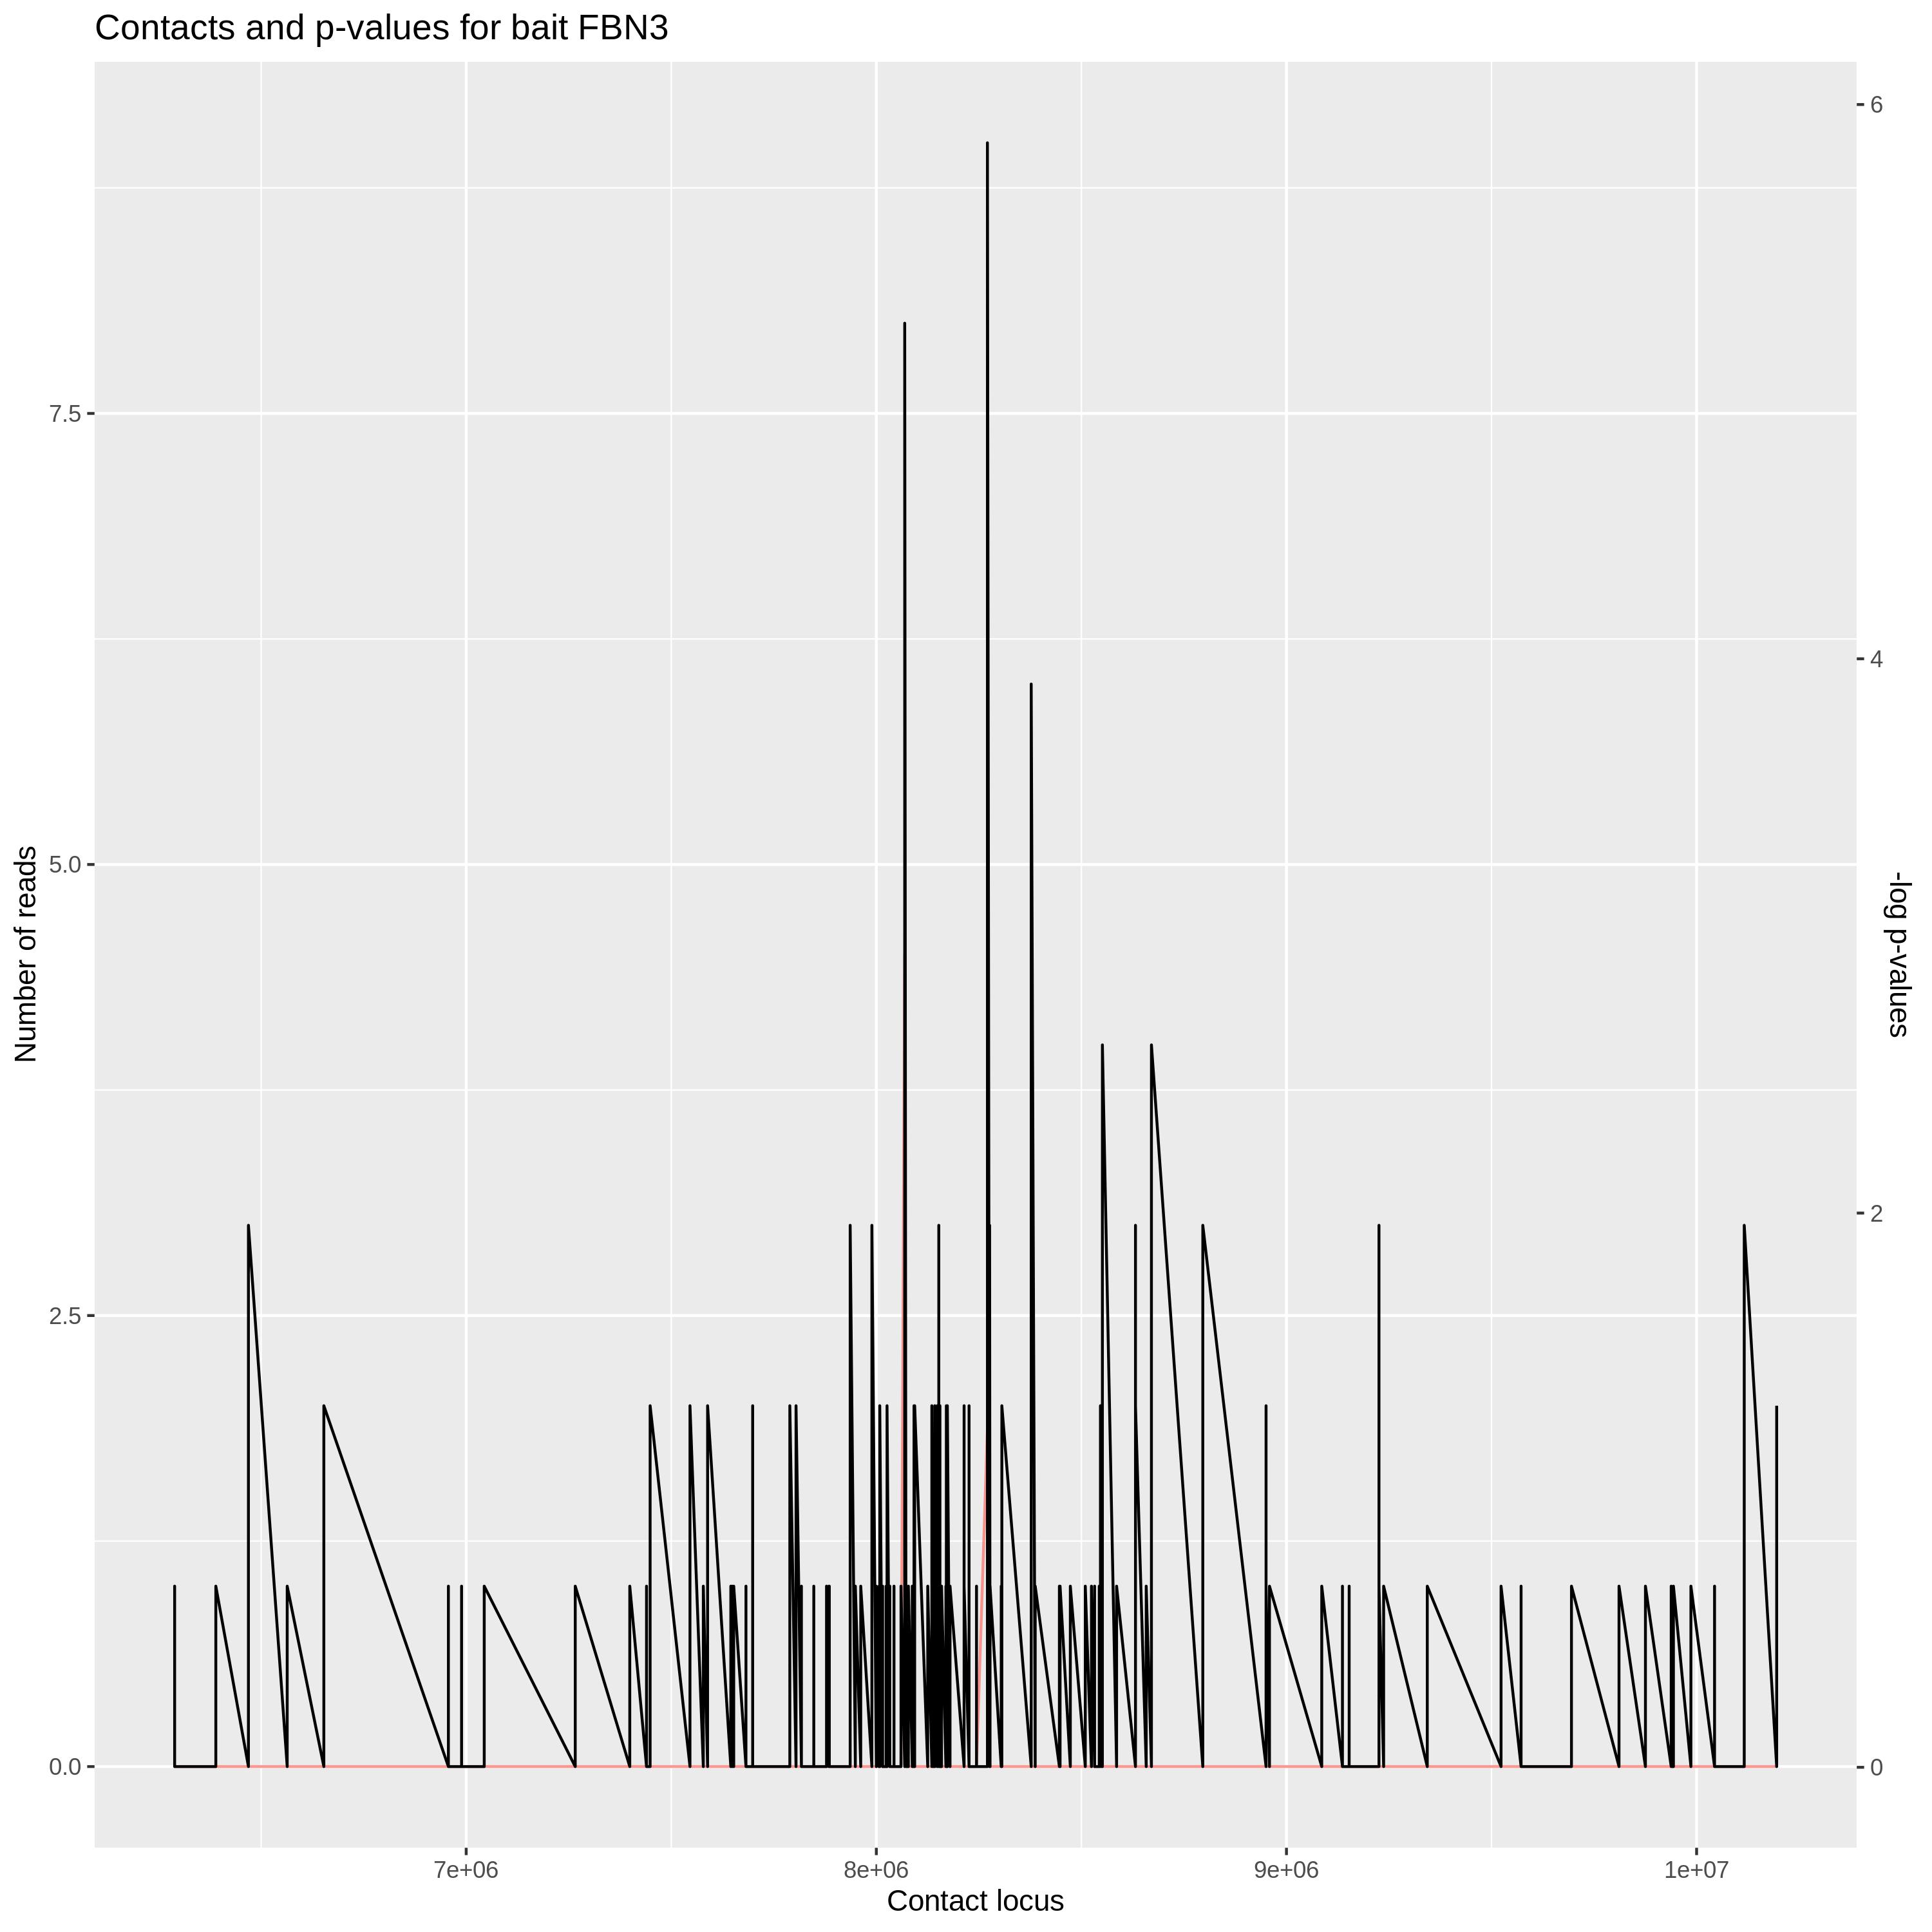 Contacts and p-values for bait FBN3
6
7.5
4
5.0
Number of reads
-log p-values
2
2.5
0.0
0
7e+06
8e+06
9e+06
1e+07
Contact locus